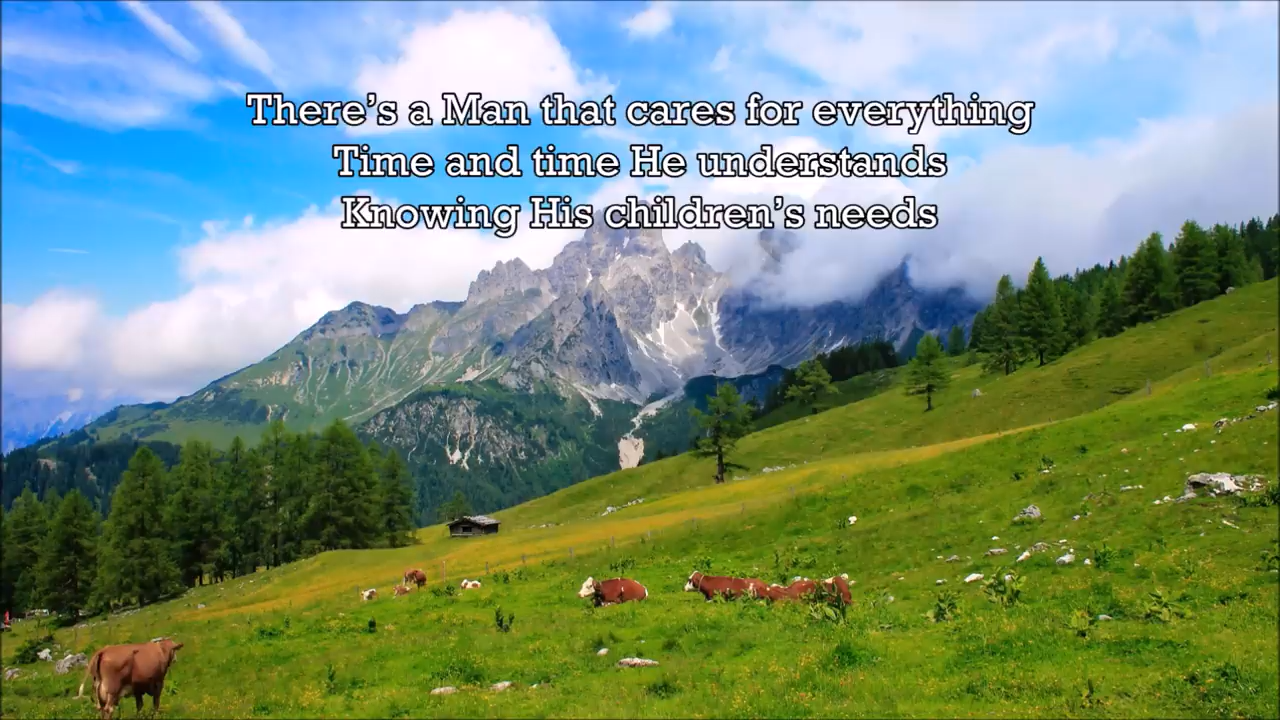 There's a Man that cares for everything
Time and time He understands
Knowing His children's needs